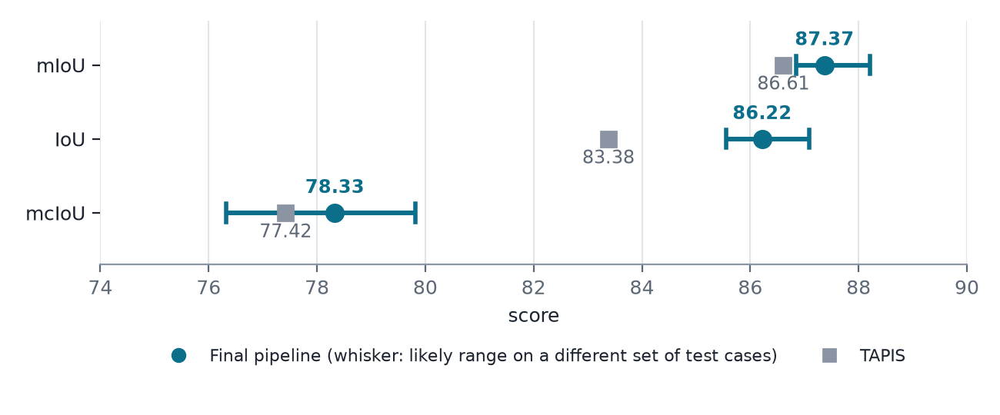 87.37
mIoU
86.61
86.22
IoU
83.38
78.33
mcIoU
77.42
74 76 78 80 82 84 86 88 90
score
Final pipeline (whisker: likely range on a different set of test cases) TAPIS